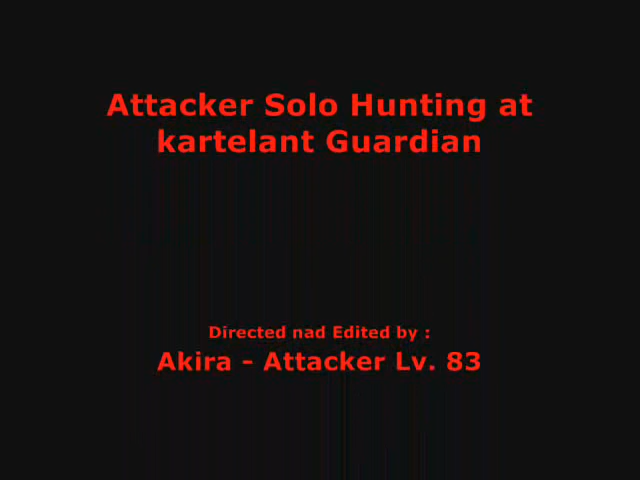 Attacker Solo Hunting at
kartelant Guardian
Directed nad Edited by :
Akira - Attacker Lv. 83